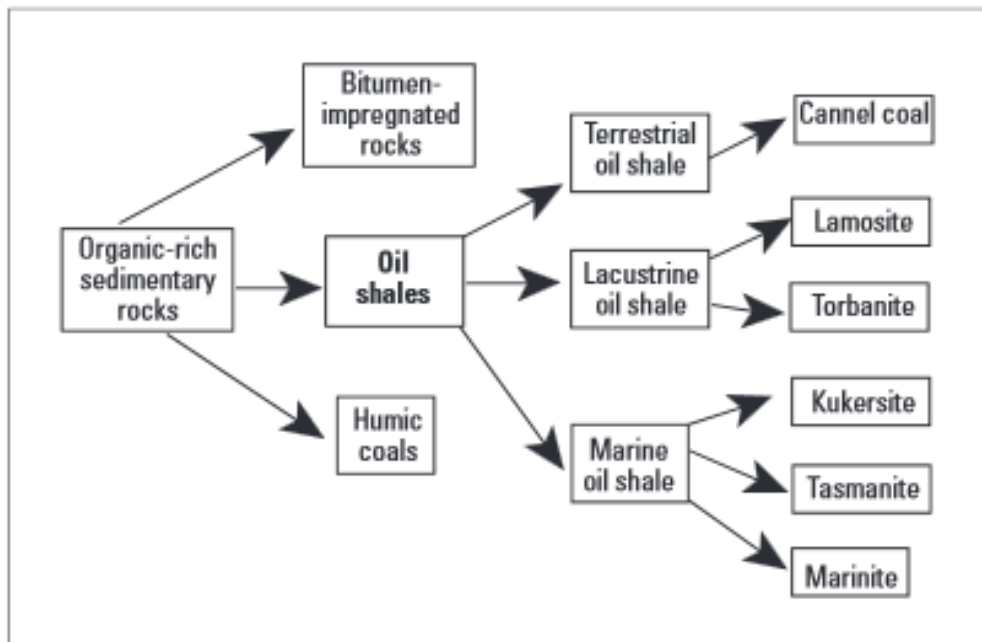 Bitumen-
impregnated
rocks
Organic-rich
sedimentary
rocks
Oil
shales
Humic
coals
Terrestrial
oil shale
Lacustrine
oil shale
Marine
oil shale
Cannel coal
Lamosite
Torbanite
Kukersite
Tasmanite
Marinite